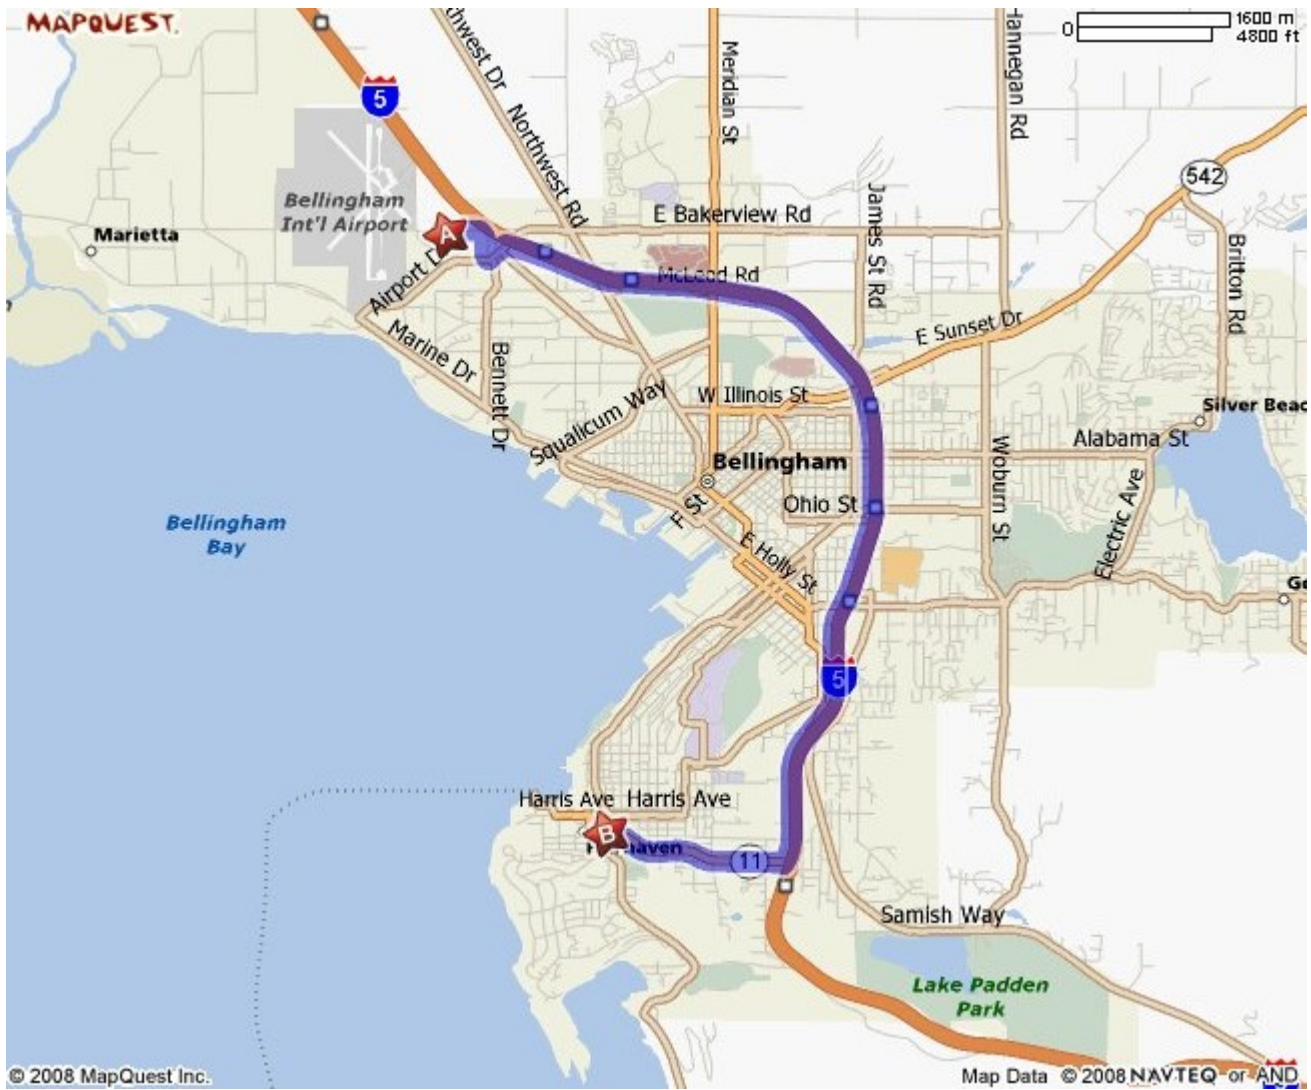 MAPQUEST.
1600 m
0
4800 ft
5
Northwest Dr
Northwest Rd
Meridian St
Hannegan Rd
542
Bellingham
Int'l Airport
Marietta
A
E Bakerview Rd
James St Rd
Britton Rd
McLeod Rd
Airport Dr
Marine Dr
Bennett Dr
E Sunset Dr
Squalicum Way
W Illinois St
Silver Beac
Alabama St
Woburn St
Electric Ave
Bellingham
F St
Ohio St
Bellingham
Bay
E Holly St
5
Harris Ave
Harris Ave
B
haven
11
Samish Way
Lake Padden
Park
© 2008 MapQuest Inc.
Map Data © 2008 NAVTEQ or AND